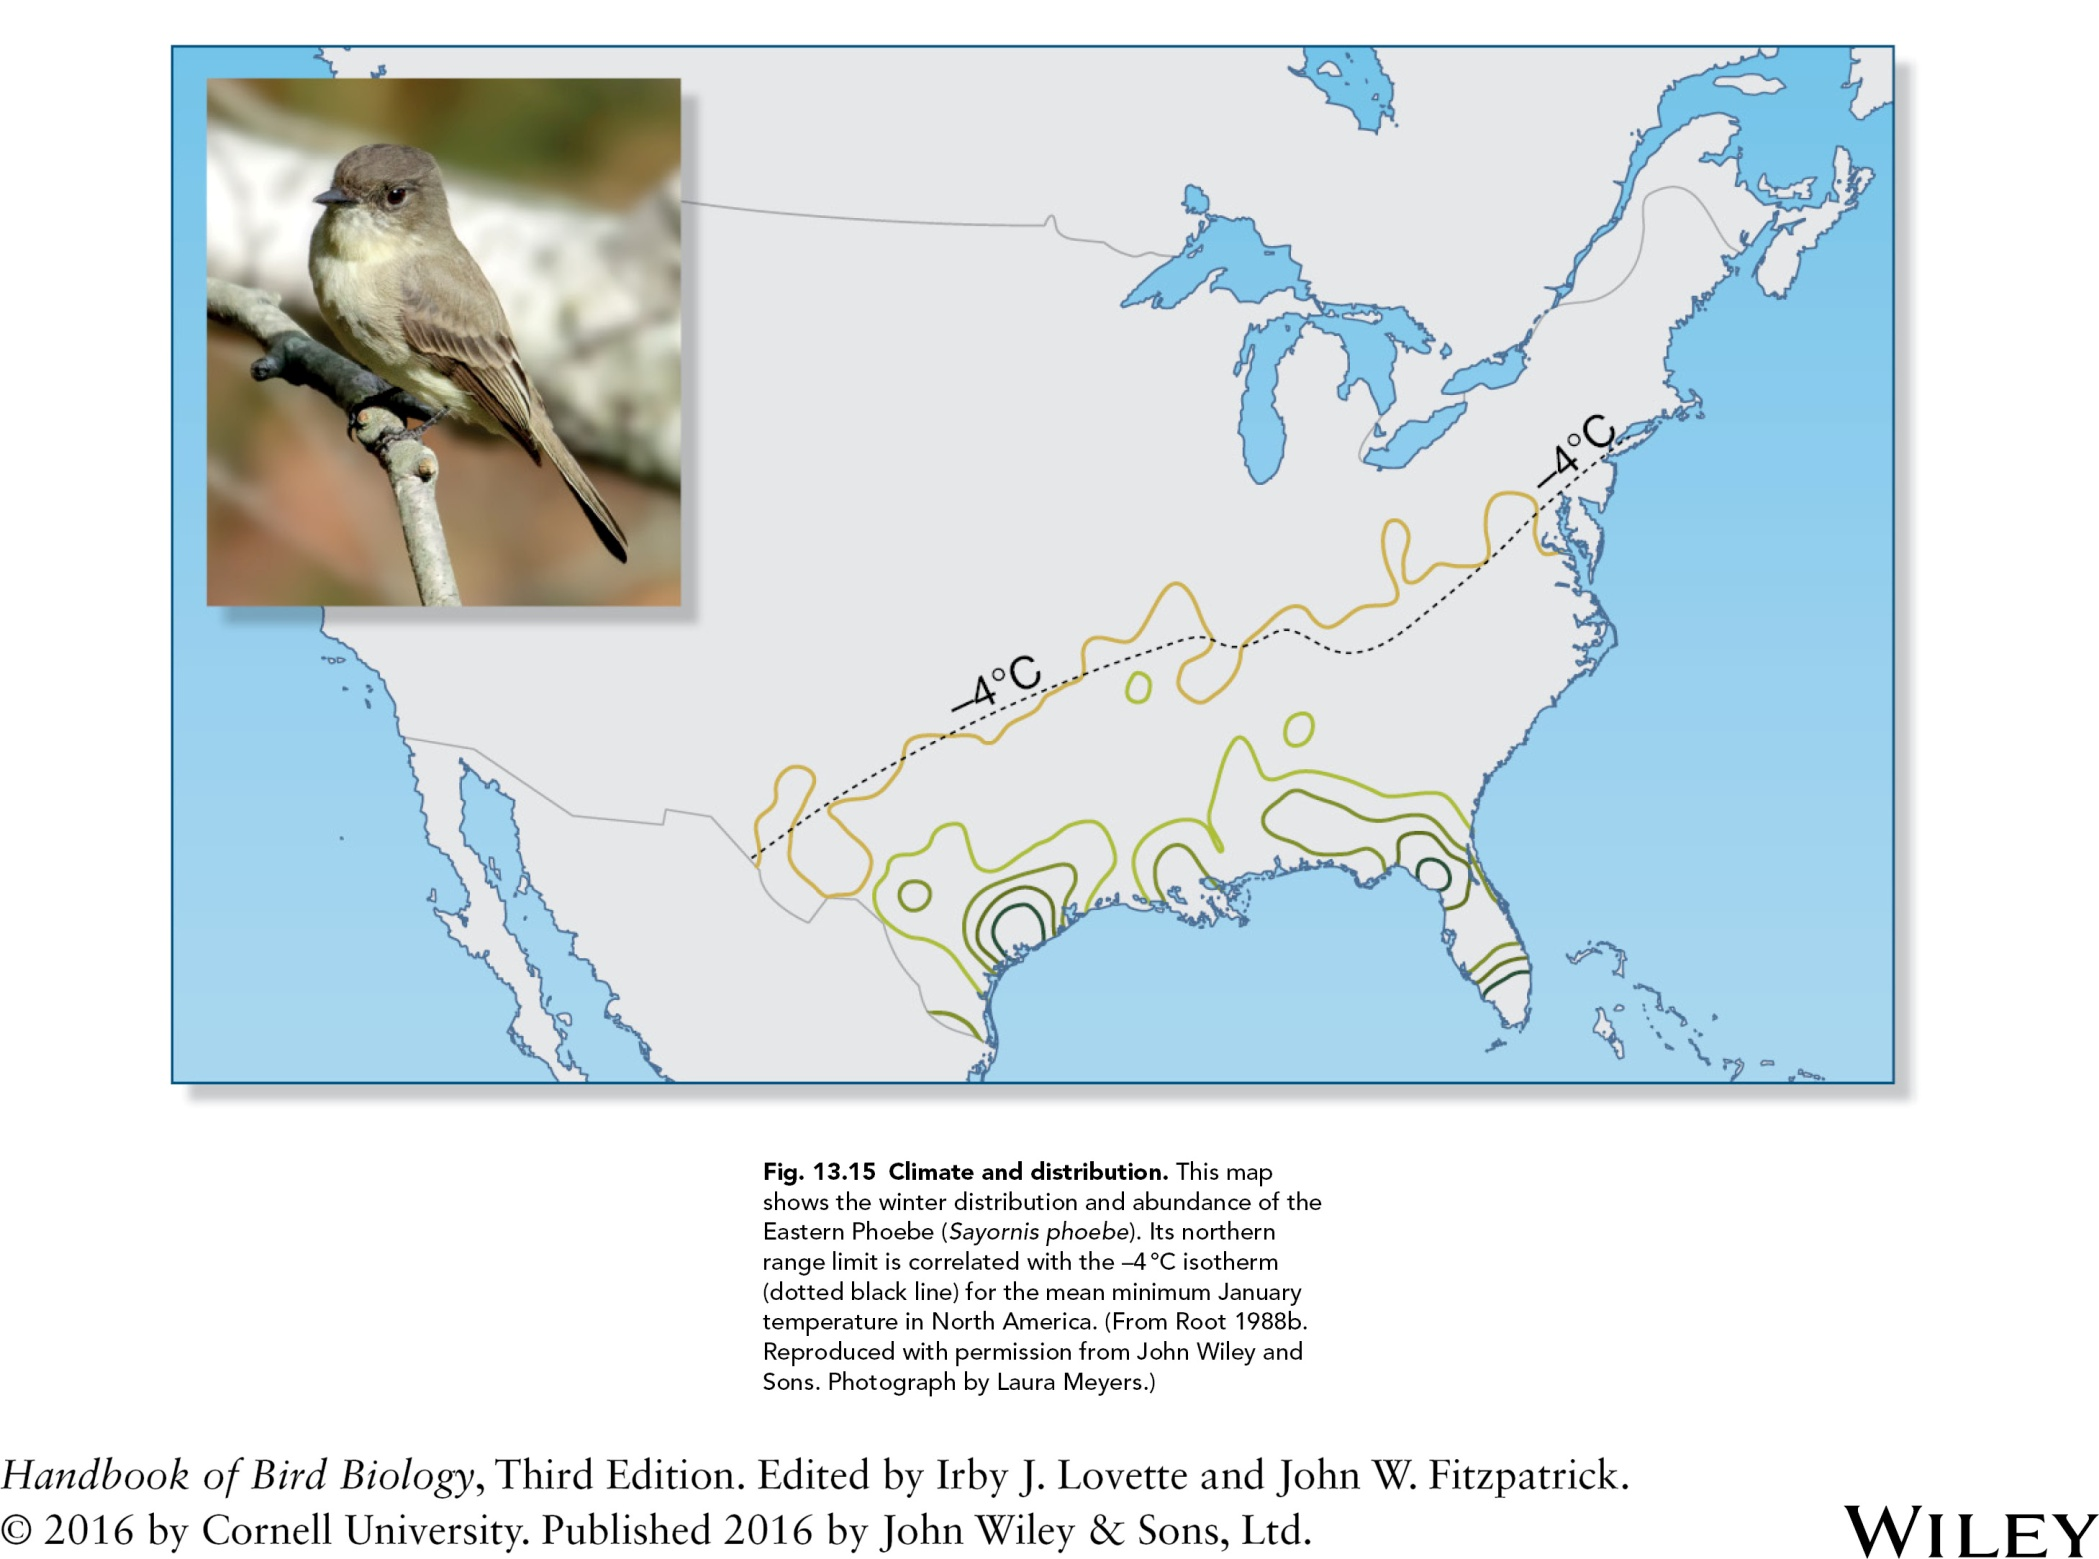 –4°C
–4°C
Fig. 13.15 Climate and distribution. This map
shows the winter distribution and abundance of the
Eastern Phoebe (Sayornis phoebe). Its northern
range limit is correlated with the –4 °C isotherm
(dotted black line) for the mean minimum January
temperature in North America. (From Root 1988b.
Reproduced with permission from John Wiley and
Sons. Photograph by Laura Meyers.)
Handbook of Bird Biology, Third Edition. Edited by Irby J. Lovette and John W. Fitzpatrick.
© 2016 by Cornell University. Published 2016 by John Wiley & Sons, Ltd.
WILEY